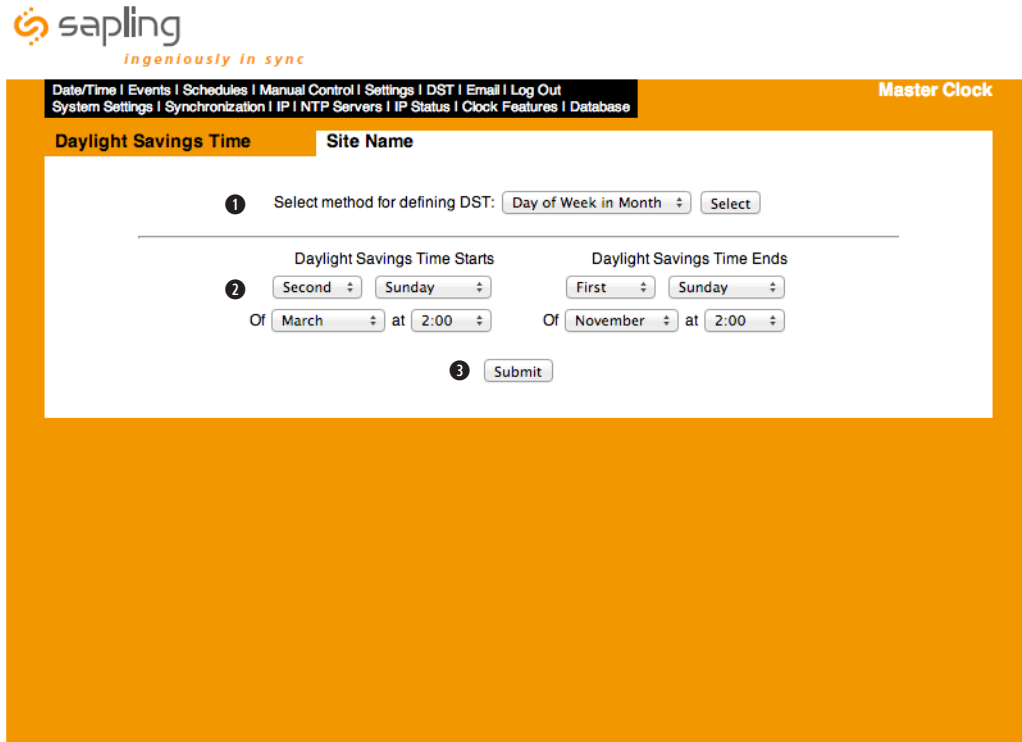 sapling
ingeniously in sync
Date/Time I Events I Schedules I Manual Control I Settings I DST I Email I Log Out
System Settings I Synchronization I IP I NTP Servers I IP Status I Clock Features I Database
Master Clock
Daylight Savings Time
Site Name
1 Select method for defining DST: Day of Week in Month Select
Daylight Savings Time Starts Daylight Savings Time Ends
2 Second Sunday First Sunday
Of March at 2:00 Of November at 2:00
3 Submit